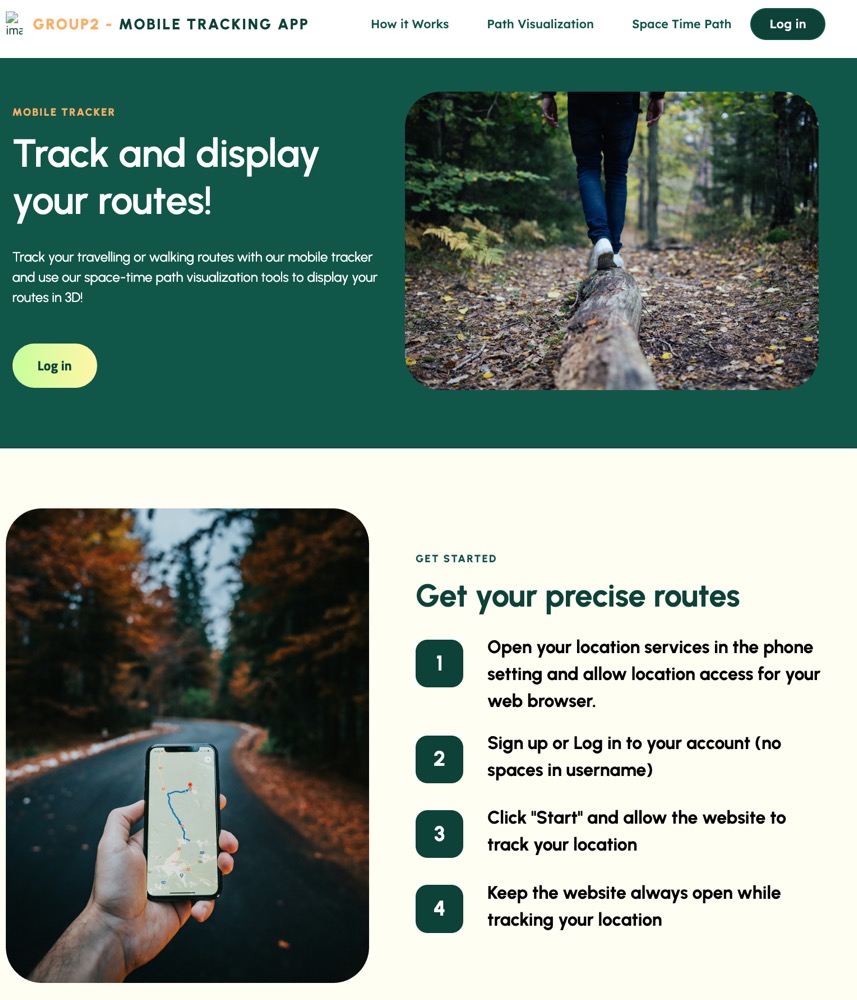 ima
GROUP2 - MOBILE TRACKING APP
How it Works
Path Visualization
Space Time Path
Log in
MOBILE TRACKER
Track and display
your routes!
Track your travelling or walking routes with our mobile tracker
and use our space-time path visualization tools to display your
routes in 3D!
Log in
GET STARTED
Get your precise routes
1
Open your location services in the phone
setting and allow location access for your
web browser.
2
Sign up or Log in to your account (no
spaces in username)
3
Click "Start" and allow the website to
track your location
4
Keep the website always open while
tracking your location